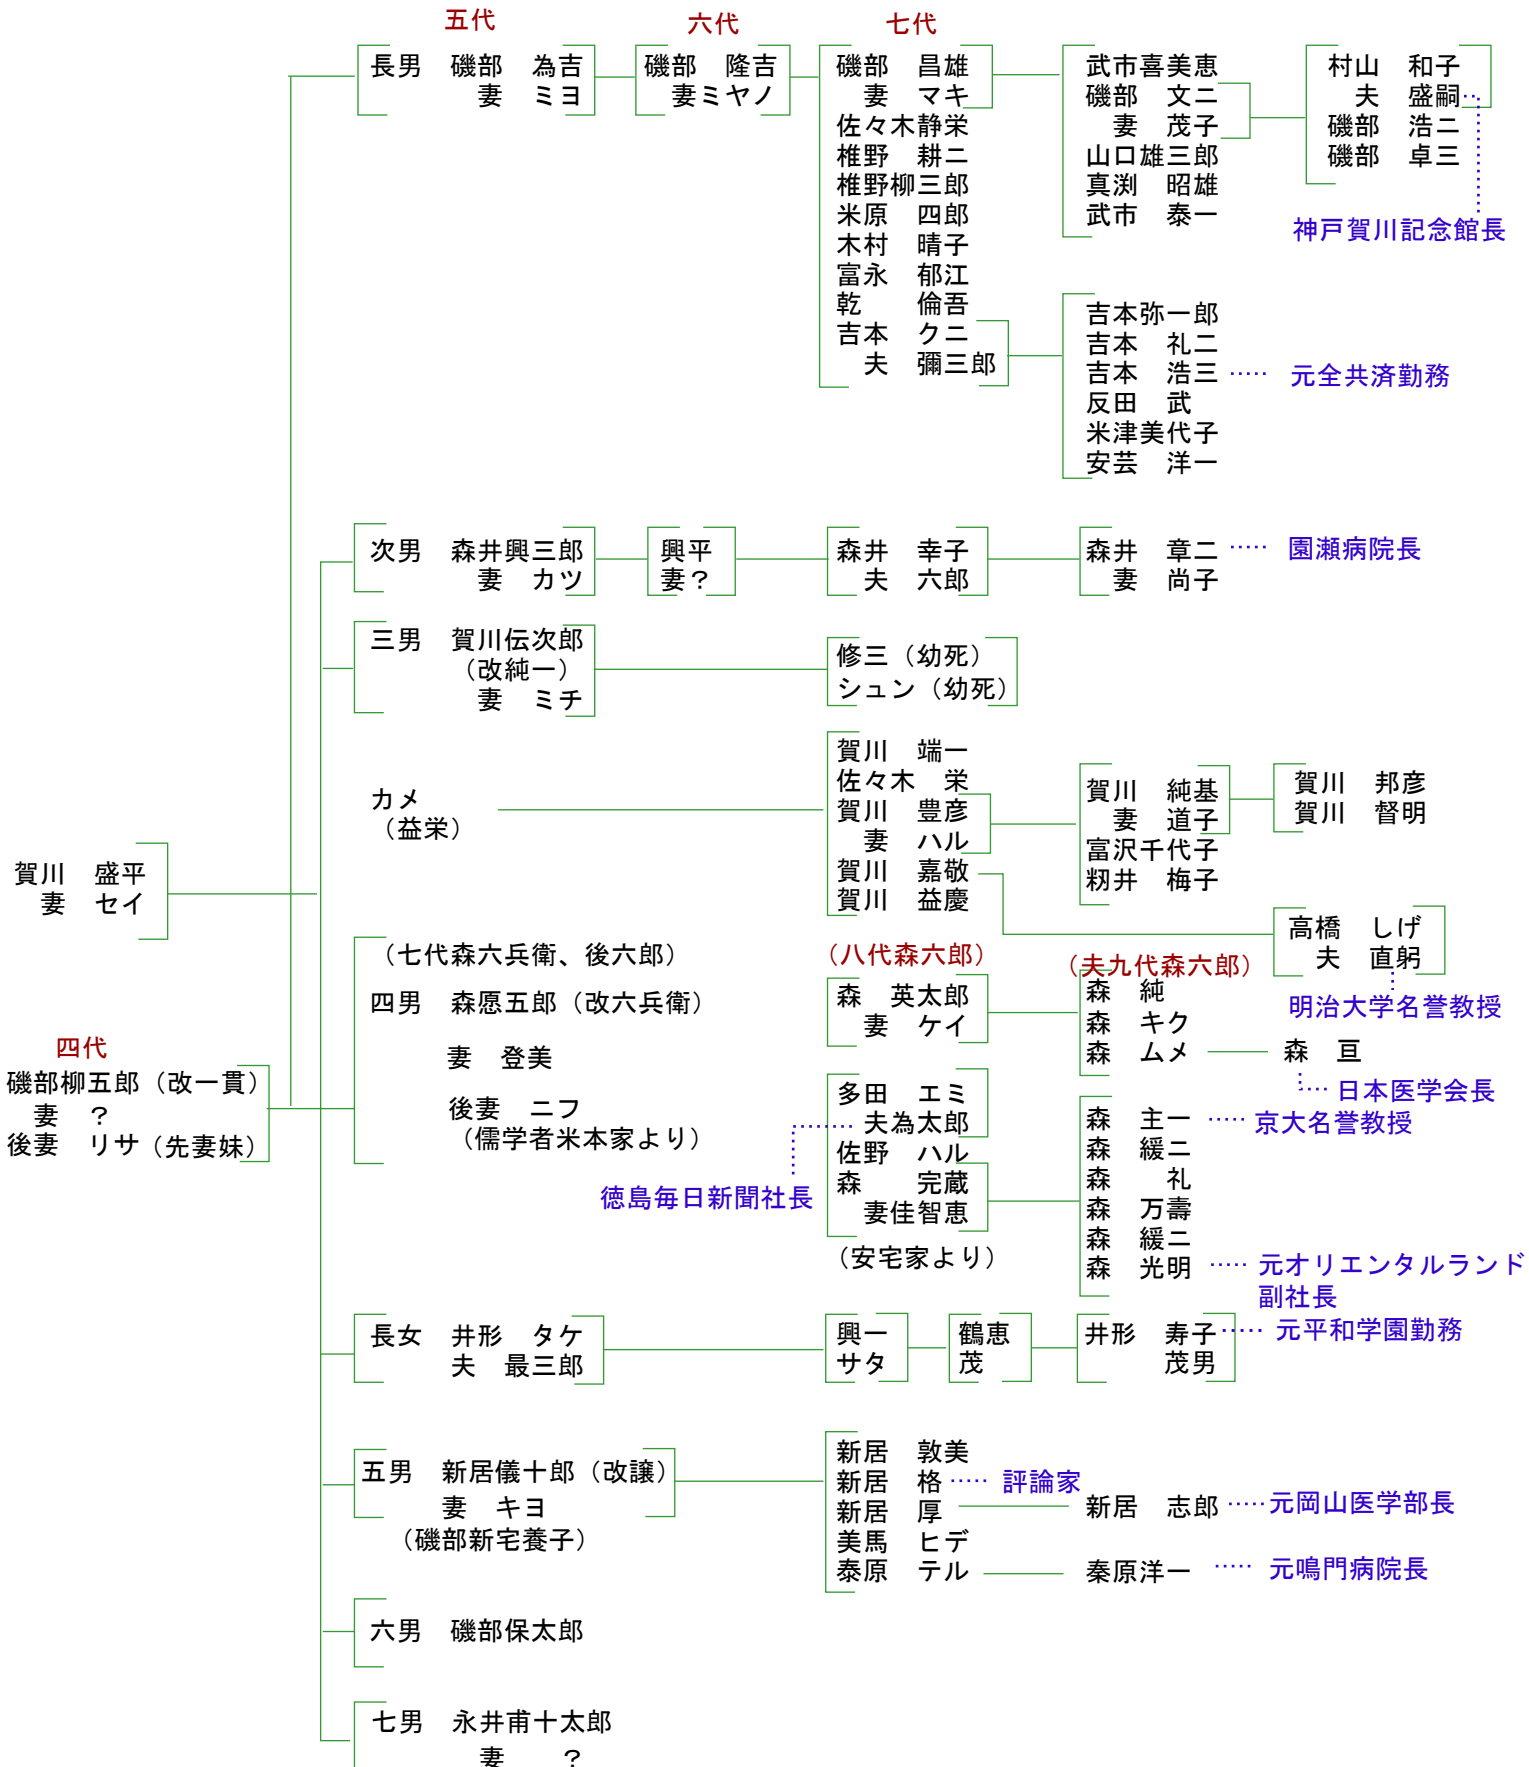 五代
六代
七代
長男　磯部　為吉
妻　ミヨ
磯部　隆吉
妻ミヤノ
磯部　昌雄
妻　マキ
佐々木静栄
椎野　耕二
椎野柳三郎
米原　四郎
木村　晴子
富永　郁江
乾　　倫吾
吉本　クニ
夫　彌三郎
武市喜美恵
磯部　文二
妻　茂子
山口雄三郎
真渕　昭雄
武市　泰一
村山　和子
夫　盛嗣
磯部　浩二
磯部　卓三
神戸賀川記念館長
吉本弥一郎
吉本　礼二
吉本　浩三
反田　武
米津美代子
安芸　洋一
元全共済勤務
次男　森井興三郎
妻　カツ
興平
妻？
森井　幸子
夫　六郎
森井　章二
妻　尚子
園瀬病院長
三男　賀川伝次郎
（改純一）
妻　ミチ
修三（幼死）
シュン（幼死）
カメ
（益栄）
賀川　端一
佐々木　栄
賀川　豊彦
妻　ハル
賀川　嘉敬
賀川　益慶
賀川　純基
妻　道子
富沢千代子
籾井　梅子
賀川　邦彦
賀川　督明
高橋　しげ
夫　直躬
明治大学名誉教授
賀川　盛平
妻　セイ
四代
磯部柳五郎（改一貫）
妻　？
後妻　リサ（先妻妹）
（七代森六兵衛、後六郎）
四男　森愿五郎（改六兵衛）
妻　登美
後妻　ニフ
（儒学者米本家より）
（八代森六郎）
森　英太郎
妻　ケイ
（夫九代森六郎）
森　純
森　キク
森　ムメ
森　亘
日本医学会長
多田　エミ
夫為太郎
佐野　ハル
森　　完蔵
妻佳智恵
（安宅家より）
徳島毎日新聞社長
森　主一
森　緩二
森　　礼
森　万壽
森　緩二
森　光明
京大名誉教授
元オリエンタルランド
副社長
長女　井形　タケ
夫　最三郎
興一
サタ
鶴恵
茂
井形　寿子
茂男
元平和学園勤務
五男　新居儀十郎（改譲）
妻　キヨ
（磯部新宅養子）
新居　敦美
新居　格
新居　厚
美馬　ヒデ
泰原　テル
評論家
新居　志郎
元岡山医学部長
秦原洋一
元鳴門病院長
六男　磯部保太郎
七男　永井甫十太郎
妻　　？